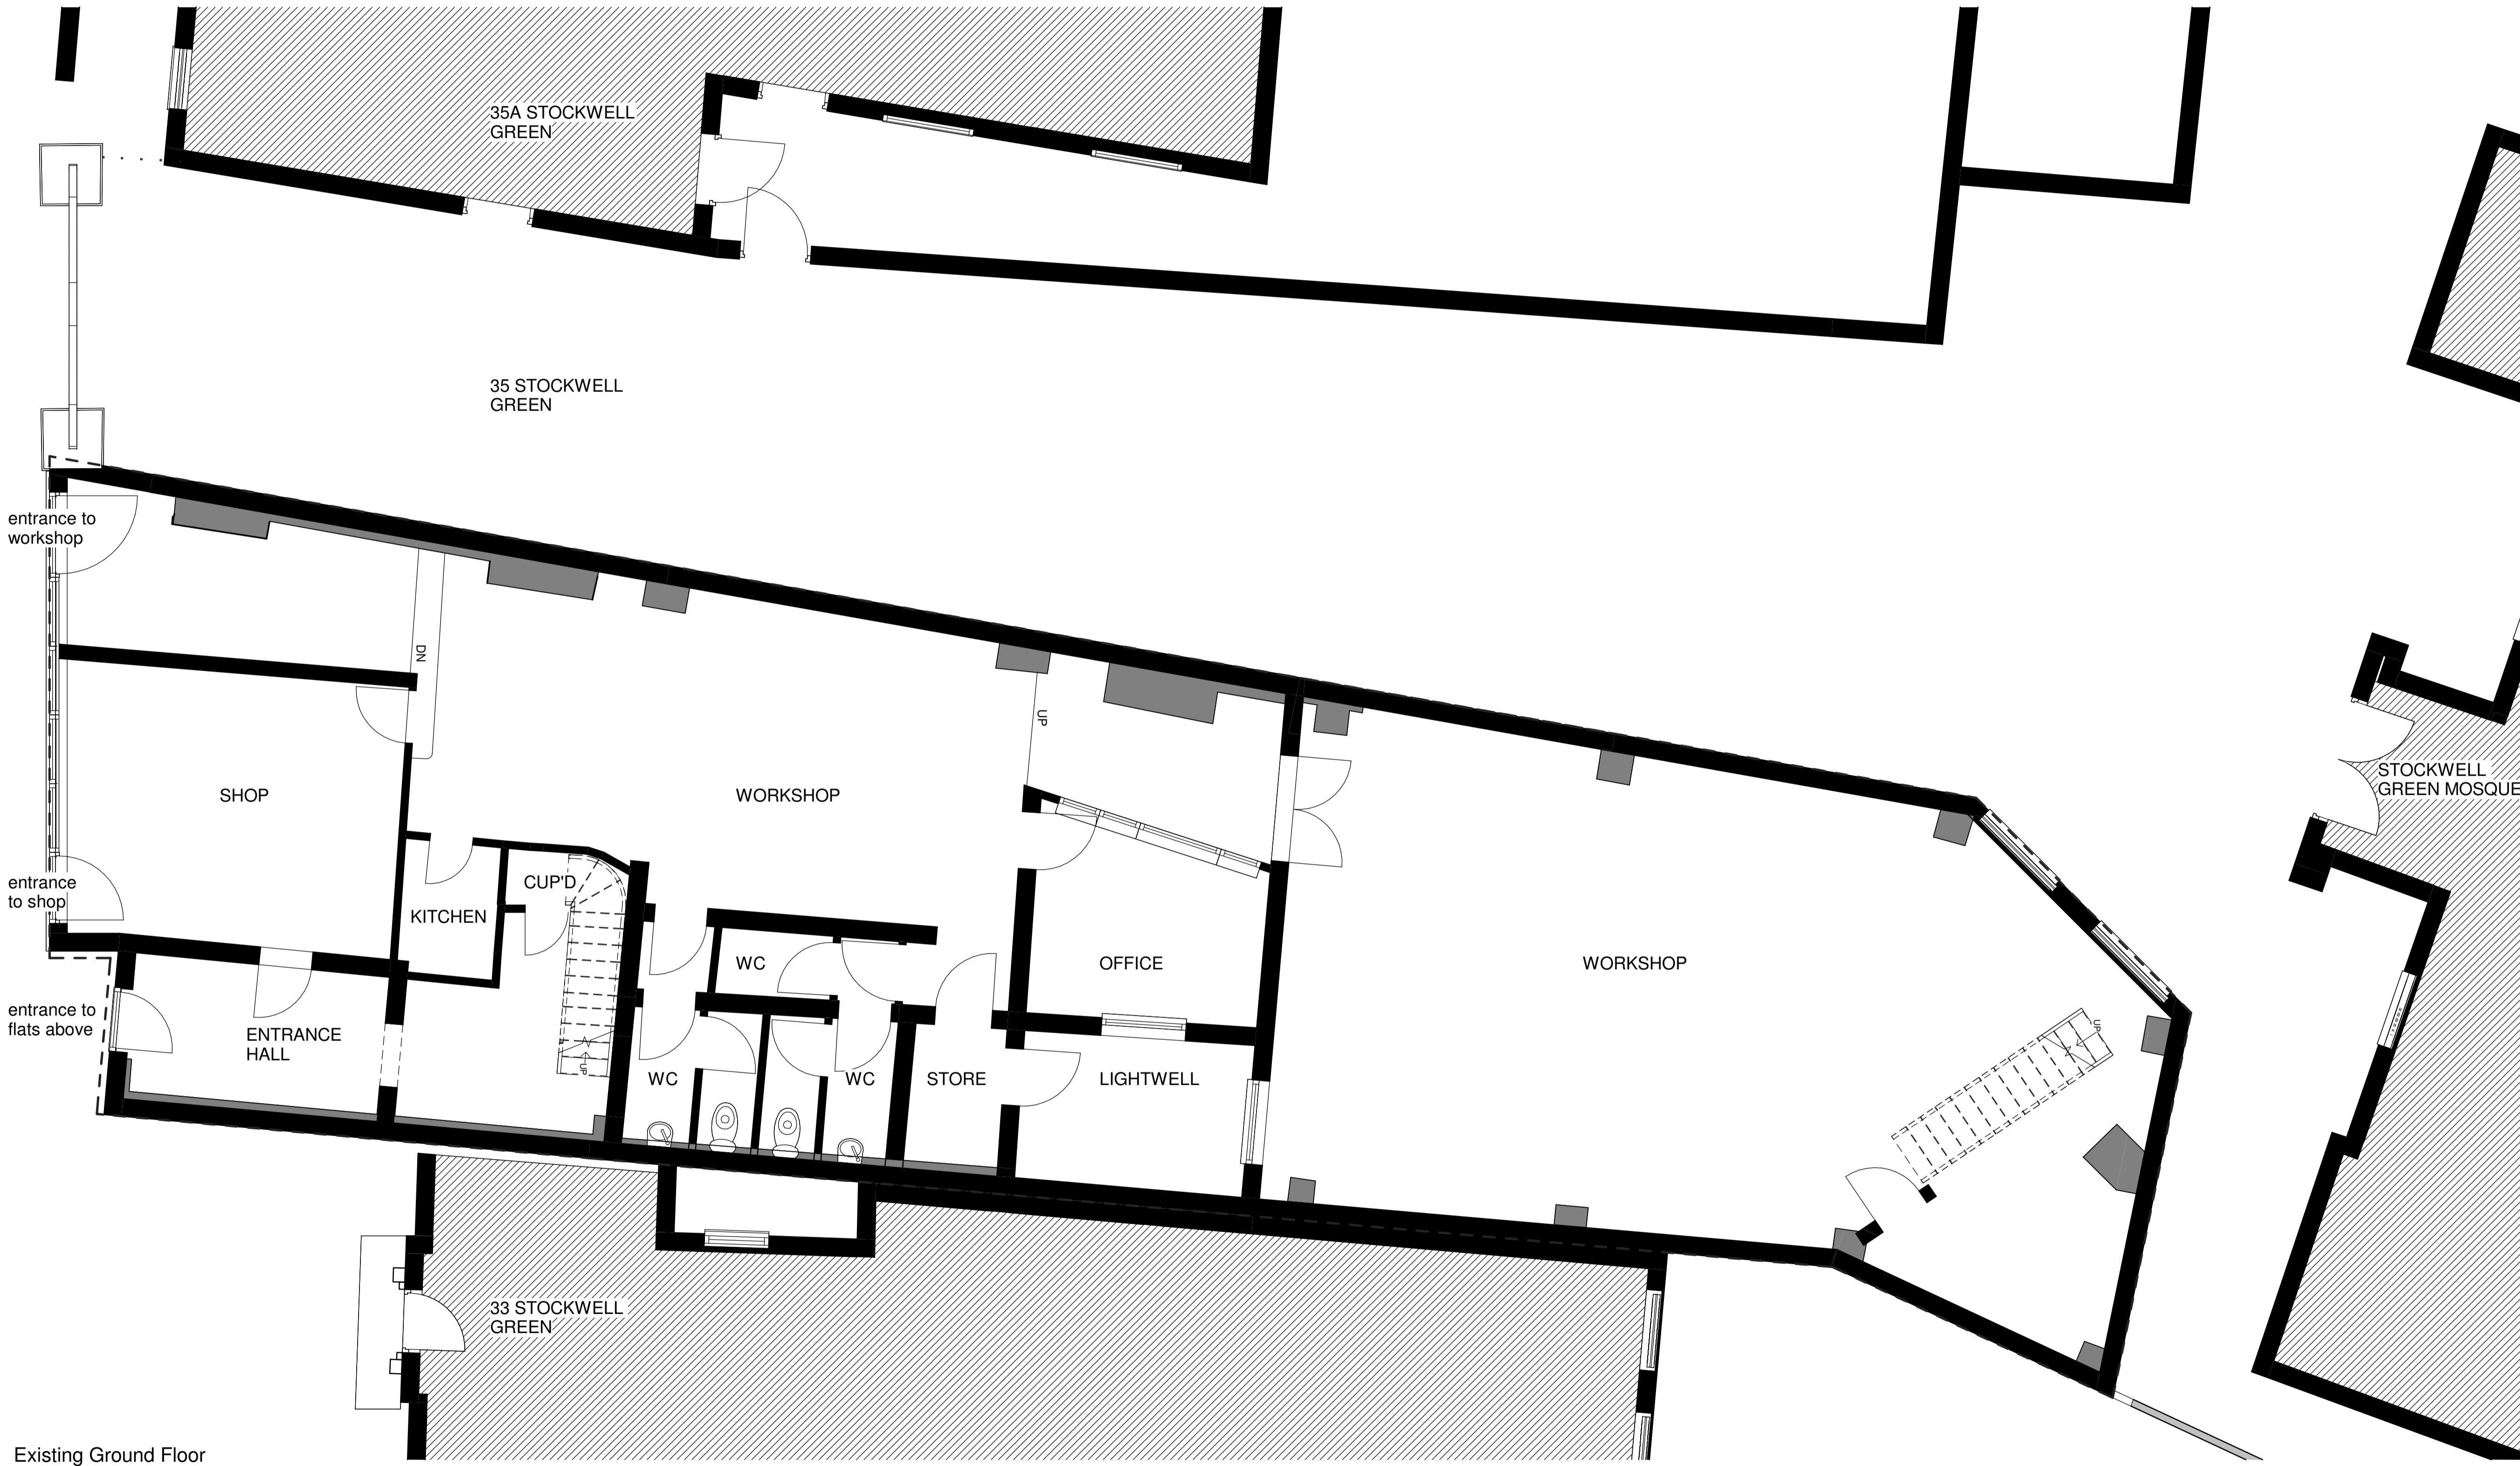 35A STOCKWELL
GREEN
35 STOCKWELL
GREEN
entrance to
workshop
DN
UP
SHOP
WORKSHOP
STOCKWELL
GREEN MOSQUE
entrance
to shop
CUP'D
KITCHEN
WC
OFFICE
WORKSHOP
entrance to
flats above
ENTRANCE
HALL
UP
UP
WC
WC
STORE
LIGHTWELL
33 STOCKWELL
GREEN
Existing Ground Floor